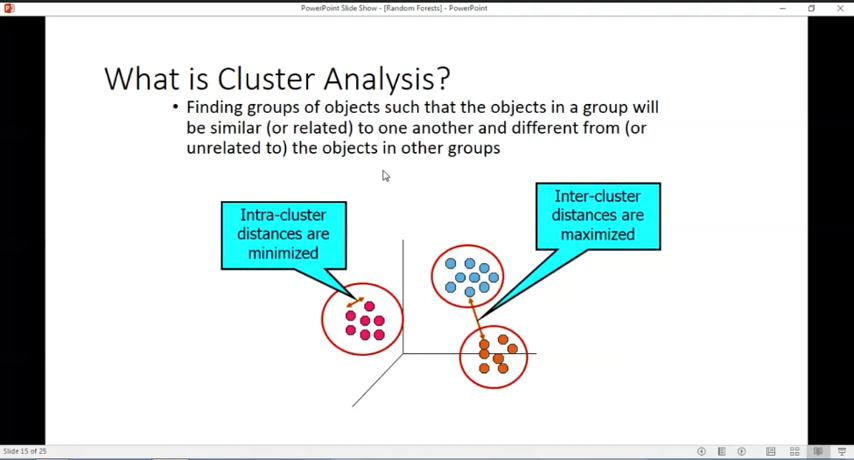 PowerPoint Slide Show - [Random Forests] - PowerPoint
What is Cluster Analysis?
• Finding groups of objects such that the objects in a group will
be similar (or related) to one another and different from (or
unrelated to) the objects in other groups
Intra-cluster
distances are
minimized
Inter-cluster
distances are
maximized
Slide 15 of 25